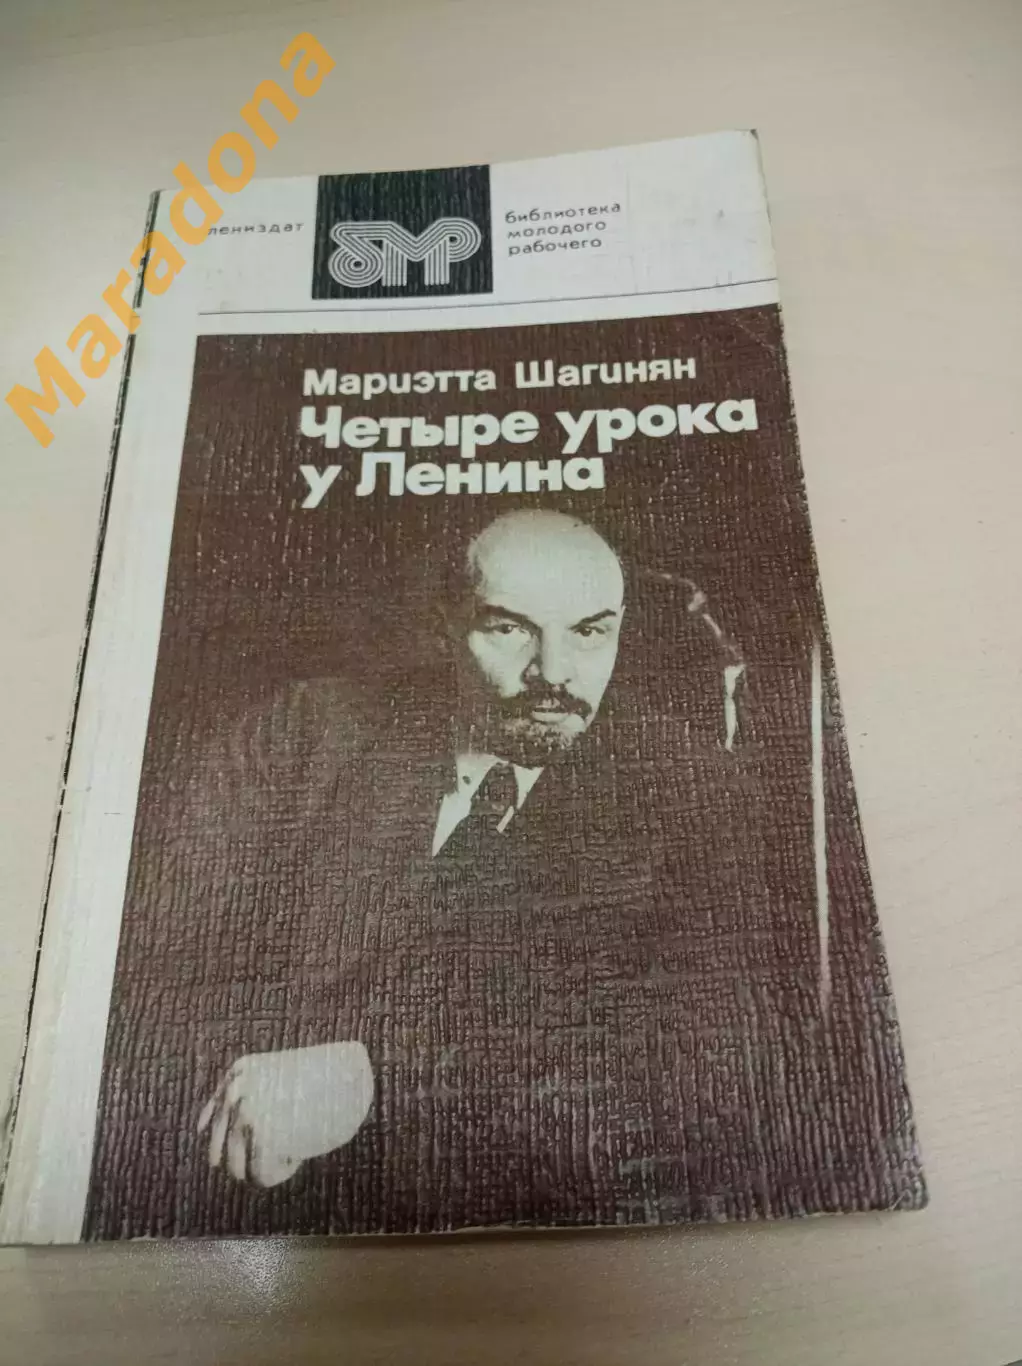 Maradona
лениздат
бмр
библиотека
молодого
рабочего
Мариэтта Шагинян
Четыре урока
у Ленина